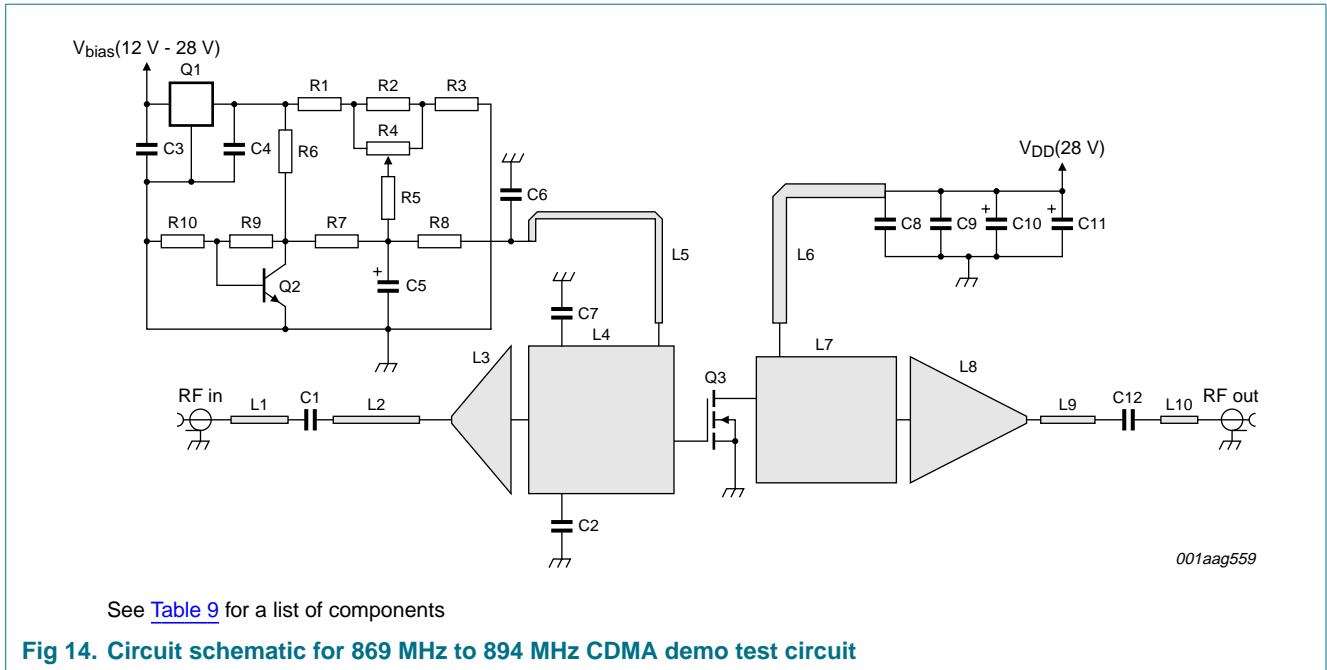 Vbias(12 V - 28 V)
Q1
R1
R2
R3
C3
C4
R6
R4
R5
C6
VDD(28 V)
R10
R9
R7
R8
L5
L6
C8
C9
+
C10
+
C11
Q2
+
C5
C7
L3
L4
Q3
L7
L8
RF in
L1
C1
L2
L9
C12
L10
RF out
C2
001aag559
See Table 9 for a list of components
Fig 14. Circuit schematic for 869 MHz to 894 MHz CDMA demo test circuit